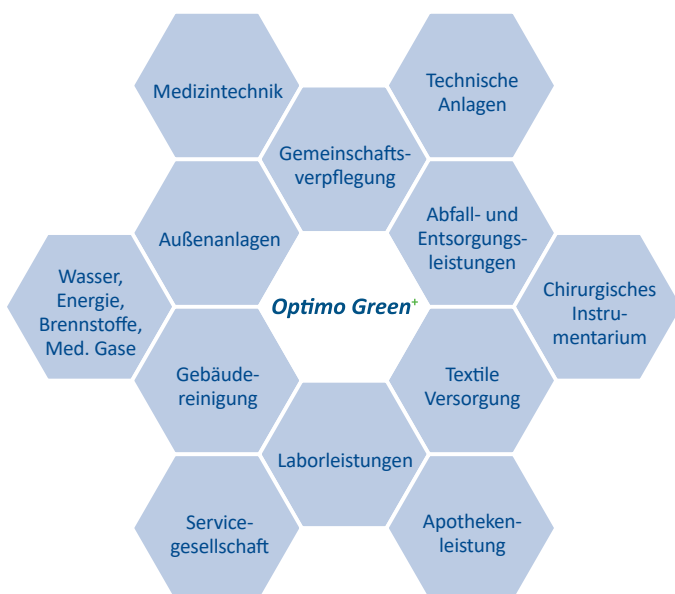 Medizintechnik
Technische
Anlagen
Gemeinschafts-
verpflegung
Außenanlagen
Abfall- und
Entsorgungs-
leistungen
Wasser,
Energie,
Brennstoffe,
Med. Gase
Optimo Green+
Chirurgisches
Instru-
mentarium
Gebäude-
reinigung
Textile
Versorgung
Laborleistungen
Service-
gesellschaft
Apotheken-
leistung